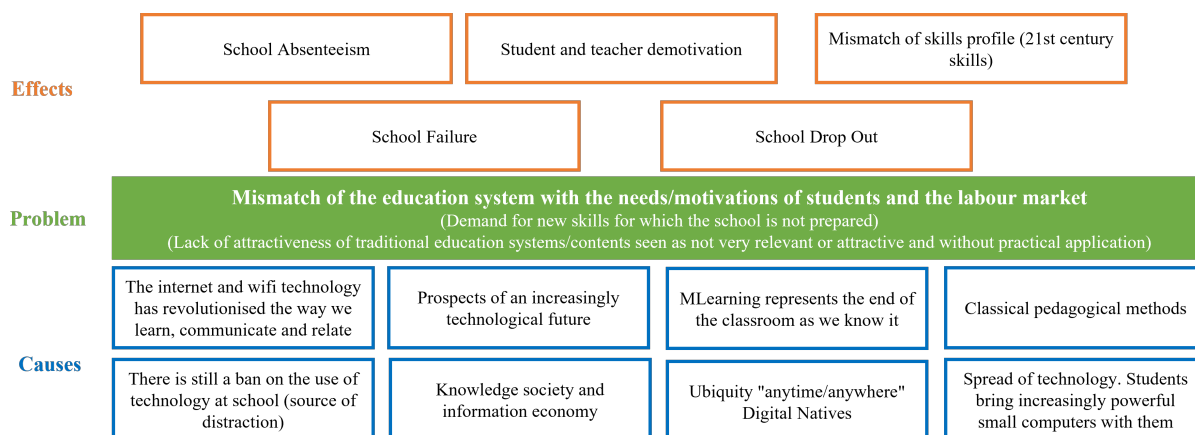 School Absenteeism
Student and teacher demotivation
Mismatch of skills profile (21st century
skills)
Effects
School Failure
School Drop Out
Problem
Mismatch of the education system with the needs/motivations of students and the labour market
(Demand for new skills for which the school is not prepared)
(Lack of attractiveness of traditional education systems/contents seen as not very relevant or attractive and without practical application)
The internet and wifi technology
has revolutionised the way we
learn, communicate and relate
Prospects of an increasingly
technological future
MLearning represents the end of
the classroom as we know it
Classical pedagogical methods
Causes
There is still a ban on the use of
technology at school (source of
distraction)
Knowledge society and
information economy
Ubiquity "anytime/anywhere"
Digital Natives
Spread of technology. Students
bring increasingly powerful
small computers with them